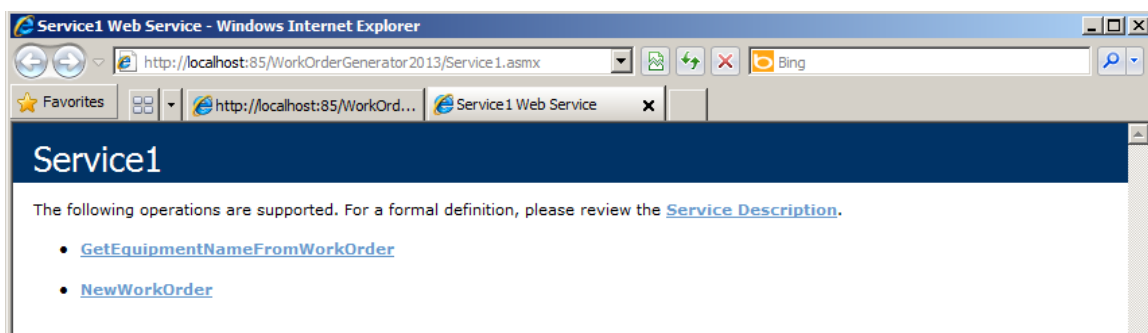 Service1 Web Service - Windows Internet Explorer
http://localhost:85/WorkOrderGenerator2013/Service1.asmx
Bing
Favorites
http://localhost:85/WorkOrd...
Service1 Web Service
Service1
The following operations are supported. For a formal definition, please review the Service Description.
• GetEquipmentNameFromWorkOrder
• NewWorkOrder